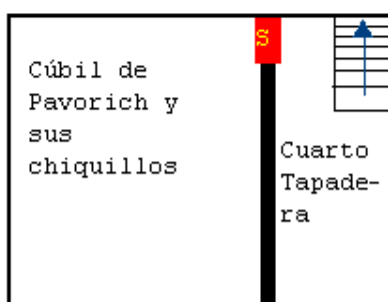 S
Cúbil de
Pavorich y
sus
chiquillos
Cuarto
Tapade-
ra